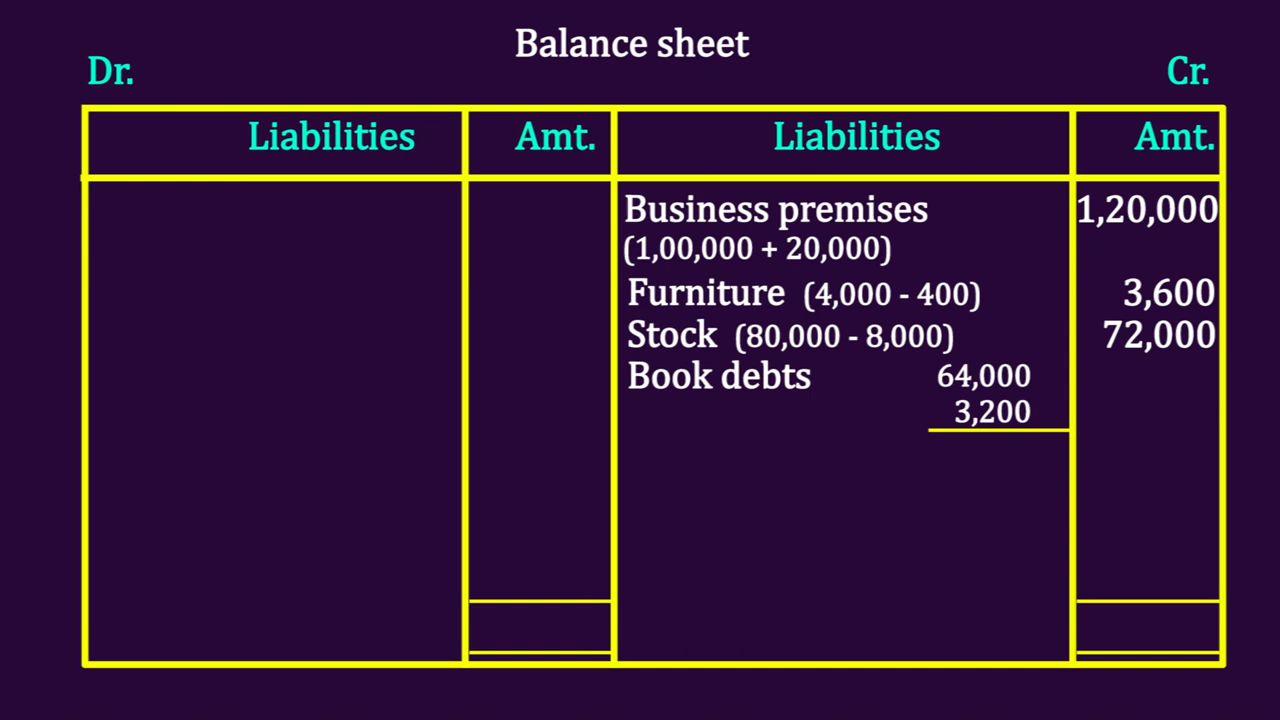 Balance sheet
Dr. Cr.
Liabilities Amt. Liabilities Amt.
Business premises 1,20,000
(1,00,000 + 20,000)
Furniture (4,000 - 400) 3,600
Stock (80,000 - 8,000) 72,000
Book debts 64,000
3,200